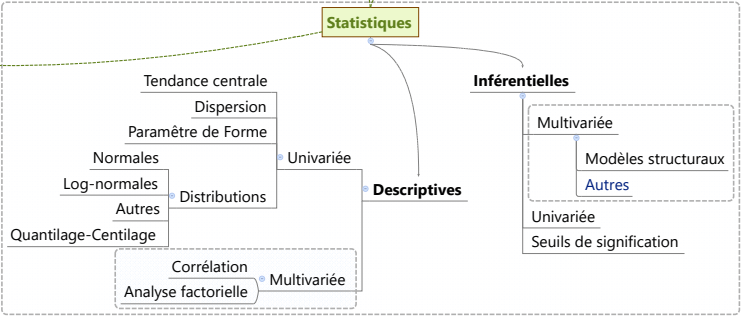 Statistiques
Tendance centrale
Dispersion
Paramêtre de Forme
Univariée
Normales
Log-normales
Autres
Quantilage-Centilage
Distributions
Descriptives
Corrélation
Analyse factorielle
Multivariée
Inférentielles
Multivariée
Modèles structuraux
Autres
Univariée
Seuils de signification